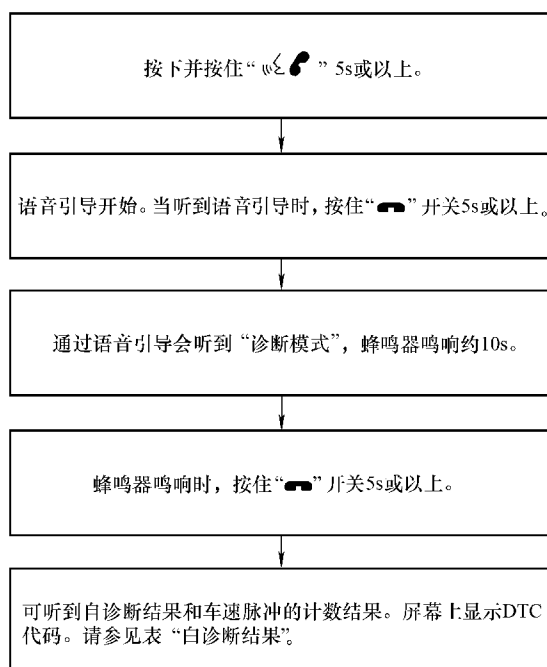 按下并按住“ ” 5s或以上。
语音引导开始。当听到语音引导时，按住“ ”开关5s或以上。
通过语音引导会听到“诊断模式”，蜂鸣器鸣响约10s。
蜂鸣器鸣响时，按住“ ”开关5s或以上。
可听到自诊断结果和车速脉冲的计数结果。屏幕上显示DTC
代码。请参见表“白诊断结果”。